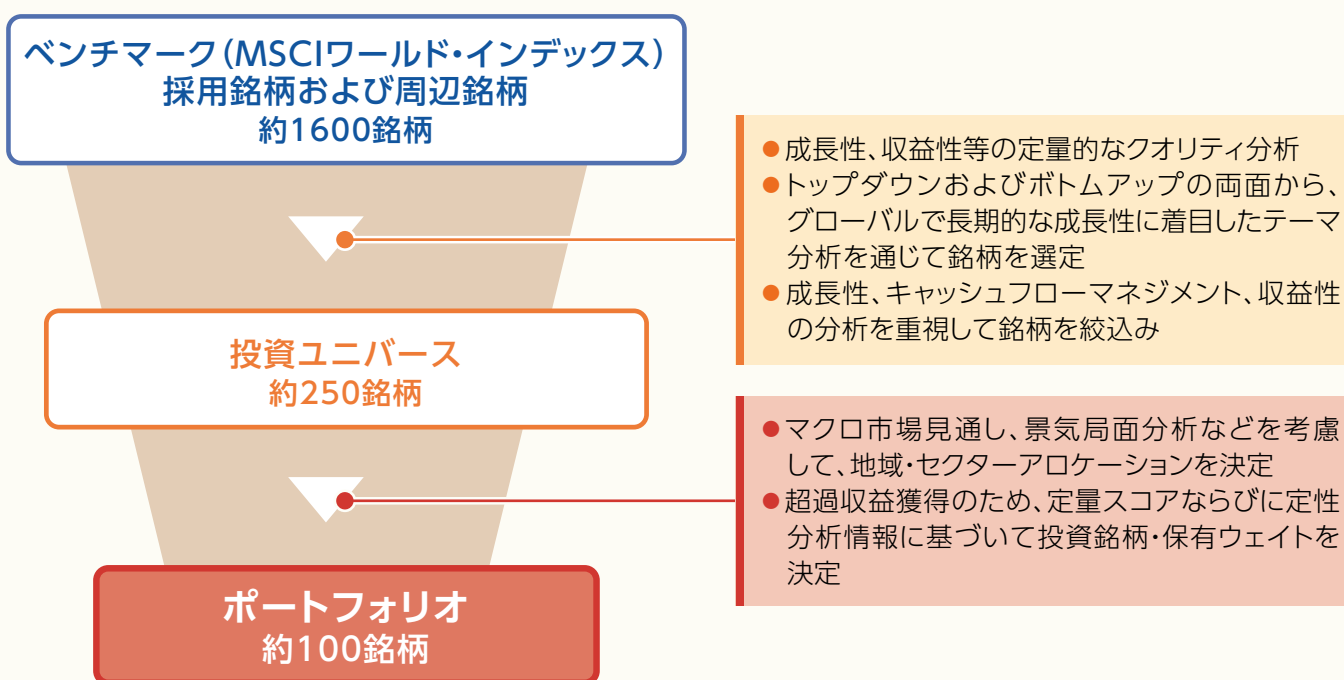 ベンチマーク（MSCIワールド・インデックス）
採用銘柄および周辺銘柄
約1600銘柄
●成長性、収益性等の定量的なクオリティ分析
●トップダウンおよびボトムアップの両面から、
グローバルで長期的な成長性に着目したテーマ
分析を通じて銘柄を選定
●成長性、キャッシュフローマネジメント、収益性
の分析を重視して銘柄を絞込み
投資ユニバース
約250銘柄
●マクロ市場見通し、景気局面分析などを考慮
して、地域・セクターアロケーションを決定
●超過収益獲得のため、定量スコアならびに定性
分析情報に基づいて投資銘柄・保有ウェイトを
決定
ポートフォリオ
約100銘柄